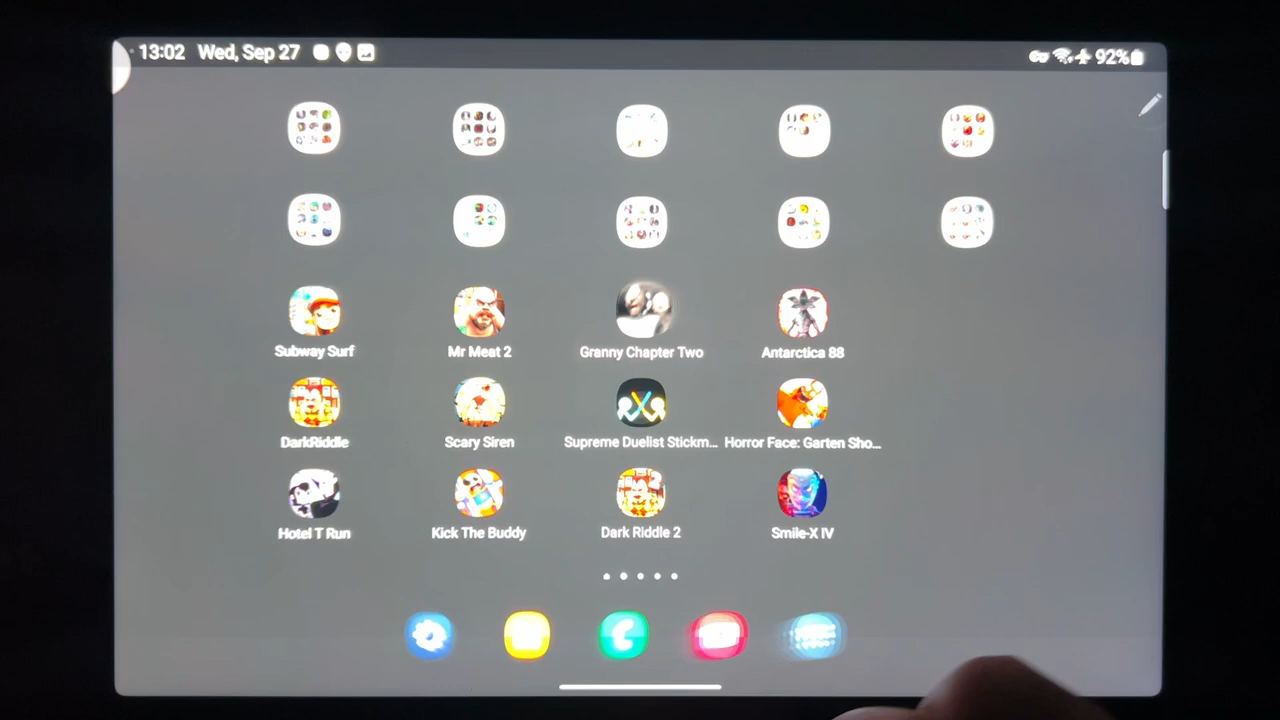 13:02 Wed, Sep 27 92%
Subway Surf Mr Meat 2 Granny Chapter Two Antarctica 88
DarkRiddle Scary Siren Supreme Duelist Stickm... Horror Face: Garten Sho...
Hotel T Run Kick The Buddy Dark Riddle 2 Smile-X IV